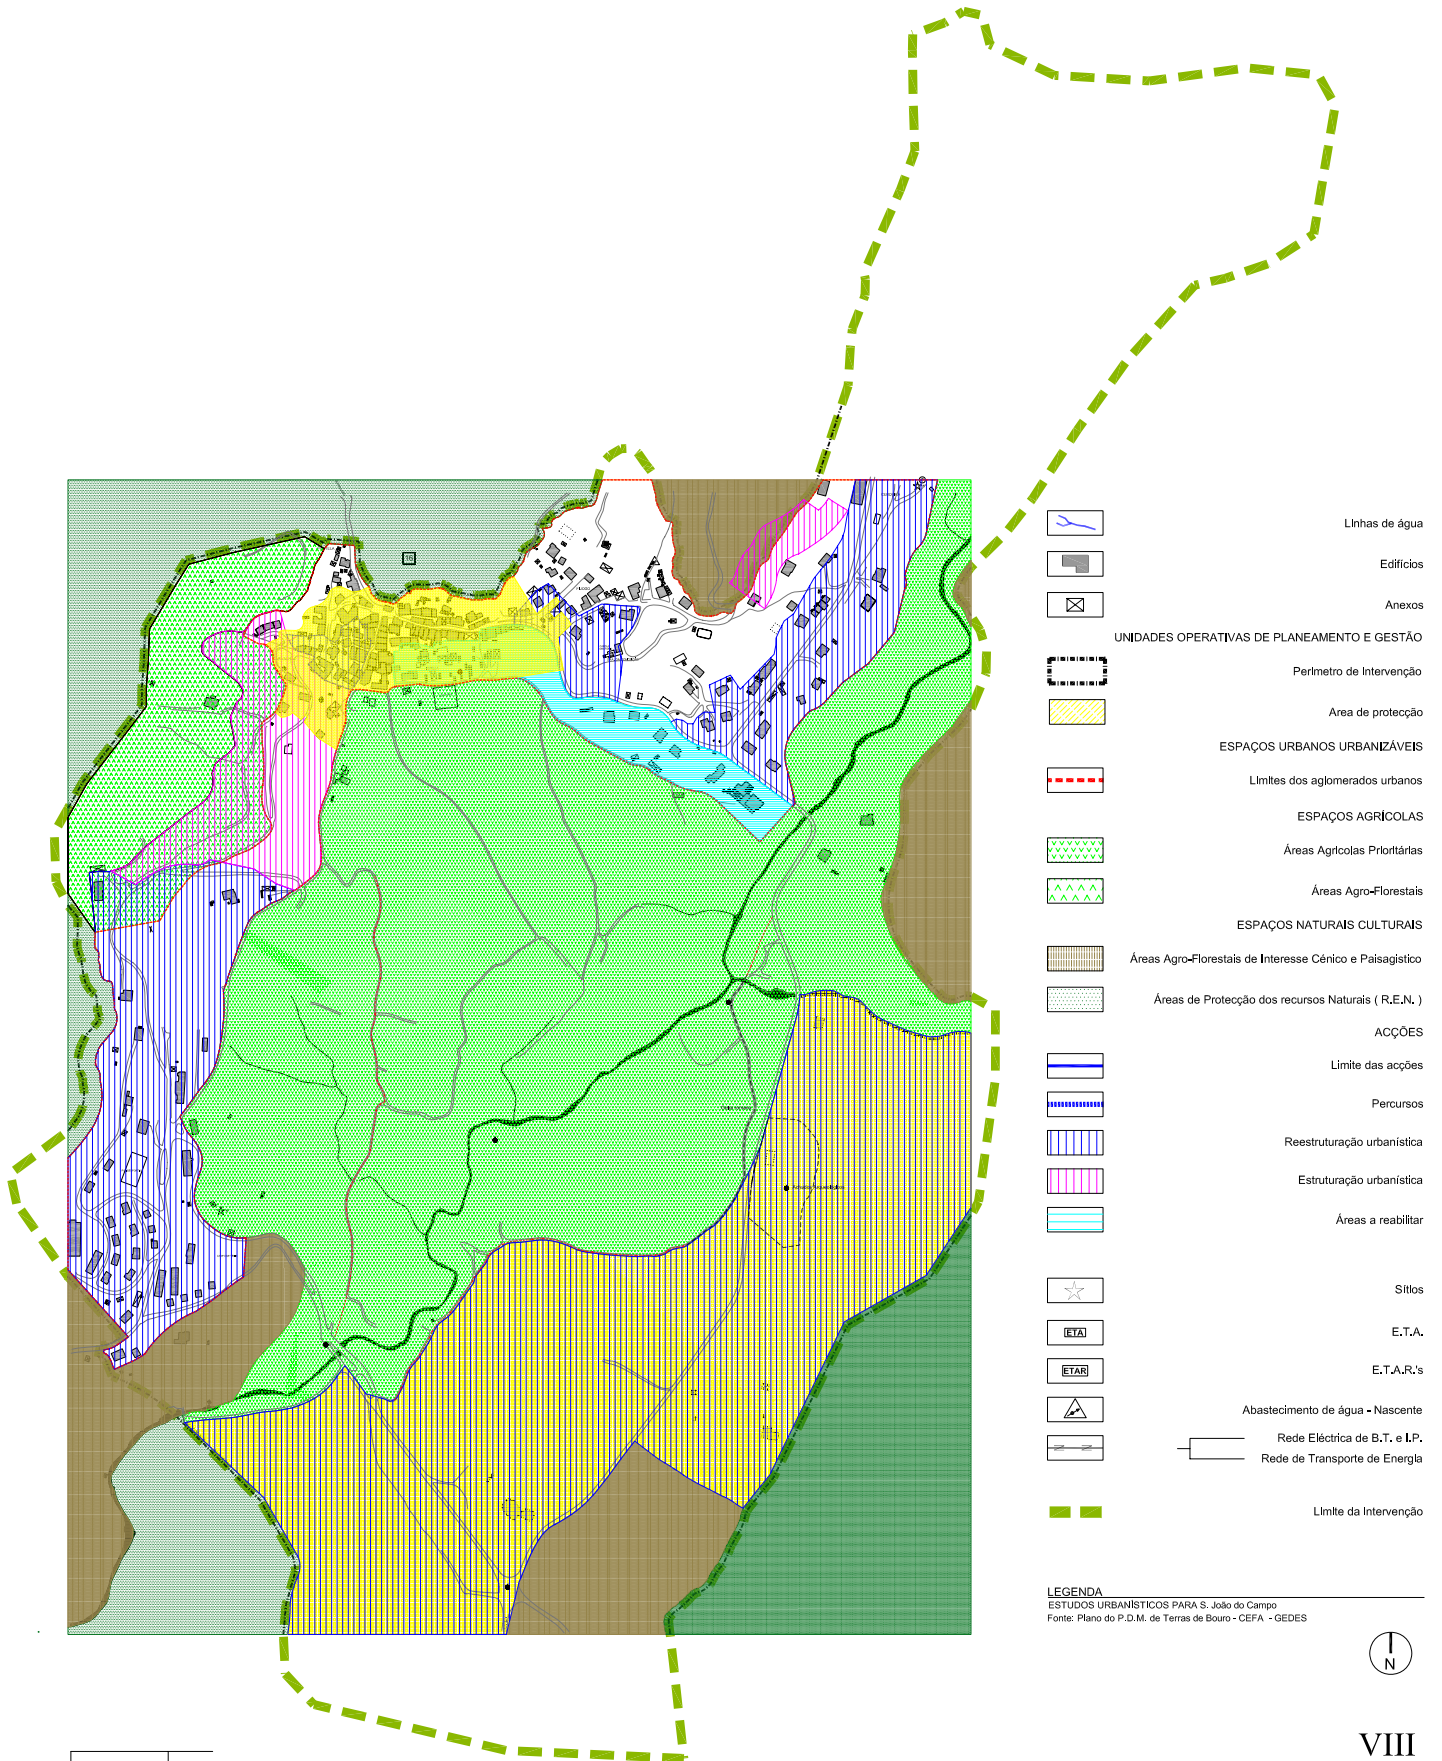 16
Linhas de água
Edifícios
Anexos
UNIDADES OPERATIVAS DE PLANEAMENTO E GESTÃO
Perimetro de Intervenção
Area de protecção
ESPAÇOS URBANOS URBANIZÁVEIS
Limites dos aglomerados urbanos
ESPAÇOS AGRÍCOLAS
Áreas Agricolas Prioritárias
Áreas Agro-Florestais
ESPAÇOS NATURAIS CULTURAIS
Áreas Agro-Florestais de Interesse Cénico e Paisagistico
Áreas de Protecção dos recursos Naturais ( R.E.N. )
ACÇÕES
Limite das acções
Percursos
Reestruturação urbanística
Estruturação urbanística
Áreas a reabilitar
Sítios
ETA E.T.A.
ETAR E.T.A.R.'s
Abastecimento de água - Nascente
Rede Eléctrica de B.T. e I.P.
Rede de Transporte de Energia
Limite da Intervenção
LEGENDA
ESTUDOS URBANÍSTICOS PARA S. João do Campo
Fonte: Plano do P.D.M. de Terras de Bouro - CEFA - GEDES
N
VIII